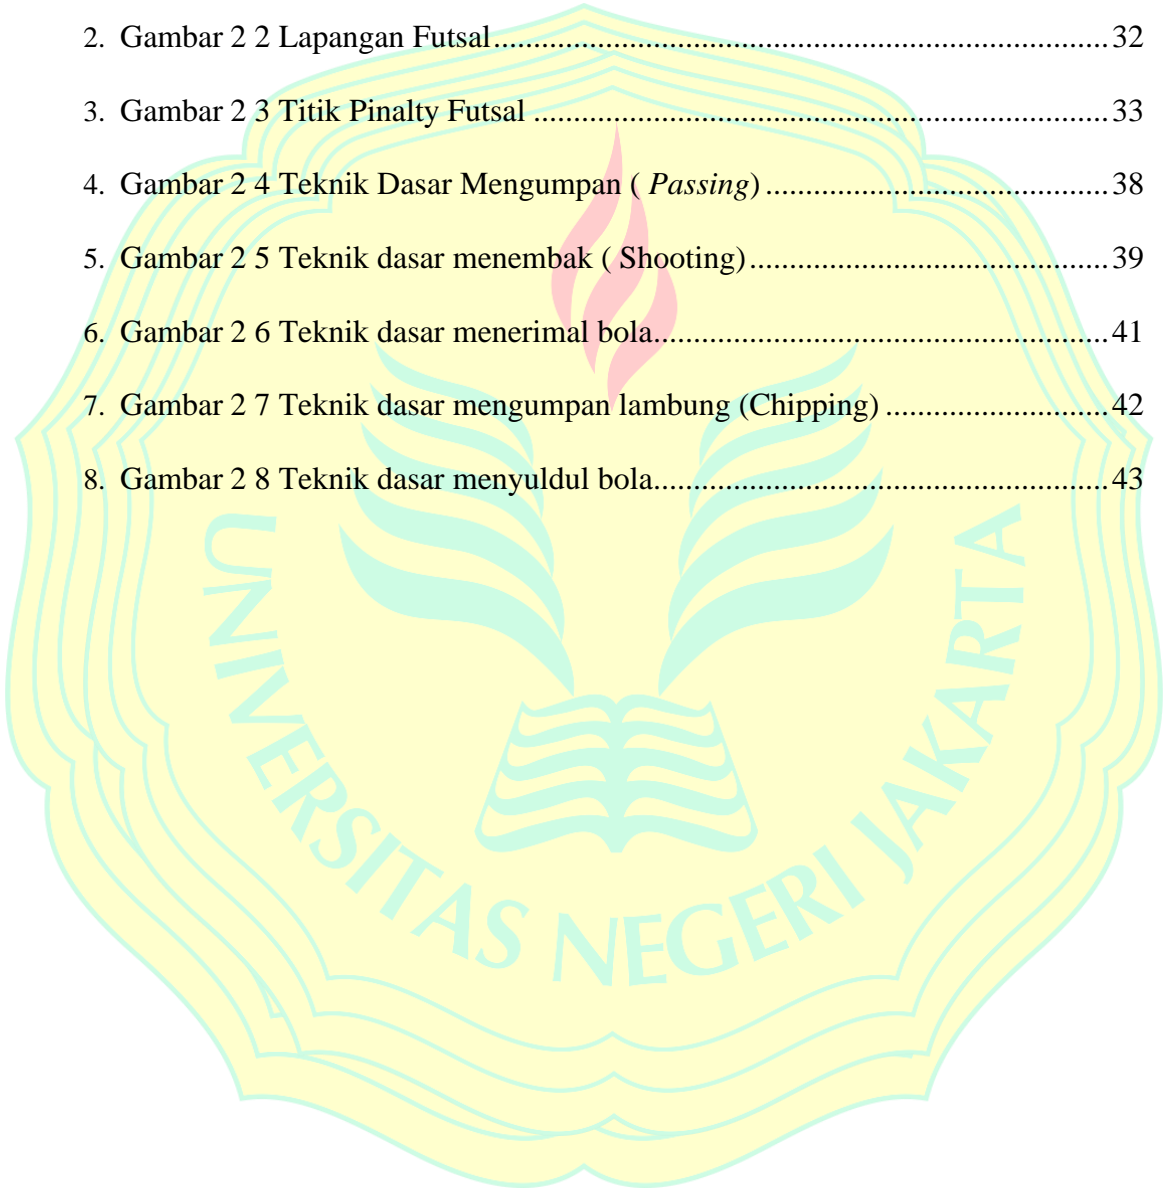 2. Gambar 2 2 Lapangan Futsal............................................................................32
3. Gambar 2 3 Titik Pinalty Futsal .......................................................................33
4. Gambar 2 4 Teknik Dasar Mengumpan ( Passing) ..........................................38
5. Gambar 2 5 Teknik dasar menembak ( Shooting)............................................39
6. Gambar 2 6 Teknik dasar menerimal bola........................................................41
7. Gambar 2 7 Teknik dasar mengumpan lambung (Chipping) ...........................42
8. Gambar 2 8 Teknik dasar menyuldul bola........................................................43
UNIVERSITAS NEGERI JAKARTA